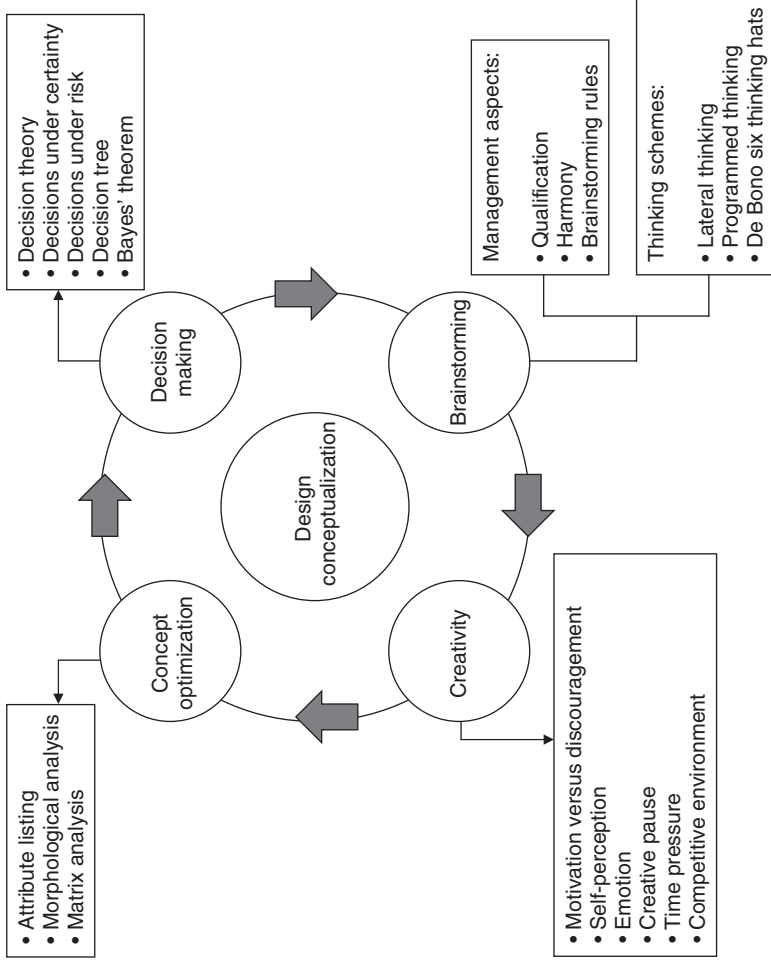 • Attribute listing
• Morphological analysis
• Matrix analysis
• Decision theory
• Decisions under certainty
• Decisions under risk
• Decision tree
• Bayes' theorem
Concept
optimization
Decision
making
Design
conceptualization
Creativity
Brainstorming
• Motivation versus discouragement
• Self-perception
• Emotion
• Creative pause
• Time pressure
• Competitive environment
Management aspects:
• Qualification
• Harmony
• Brainstorming rules
Thinking schemes:
• Lateral thinking
• Programmed thinking
• De Bono six thinking hats